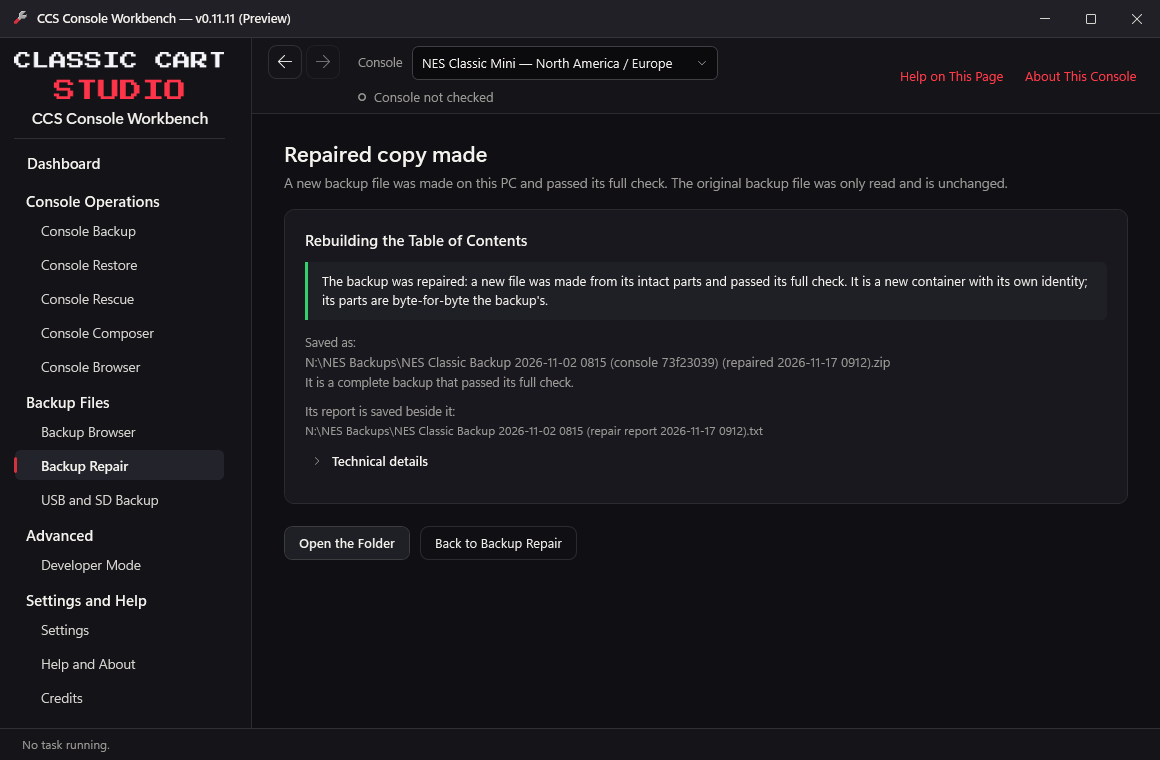 CCS Console Workbench — v0.11.11 (Preview)
CLASSIC CART
STUDIO
CCS Console Workbench
Dashboard
Console Operations
Console Backup
Console Restore
Console Rescue
Console Composer
Console Browser
Backup Files
Backup Browser
Backup Repair
USB and SD Backup
Advanced
Developer Mode
Settings and Help
Settings
Help and About
Credits
Console
NES Classic Mini — North America / Europe
Console not checked
Help on This Page
About This Console
Repaired copy made
A new backup file was made on this PC and passed its full check. The original backup file was only read and is unchanged.
Rebuilding the Table of Contents
The backup was repaired: a new file was made from its intact parts and passed its full check. It is a new container with its own identity;
its parts are byte-for-byte the backup's.
Saved as:
N:\NES Backups\NES Classic Backup 2026-11-02 0815 (console 73f23039) (repaired 2026-11-17 0912).zip
It is a complete backup that passed its full check.
Its report is saved beside it:
N:\NES Backups\NES Classic Backup 2026-11-02 0815 (repair report 2026-11-17 0912).txt
Technical details
Open the Folder
Back to Backup Repair
No task running.